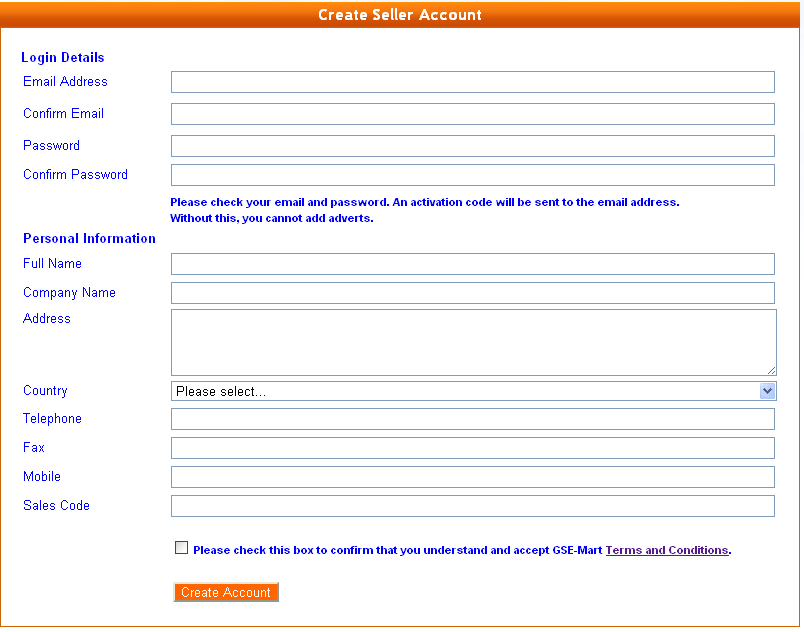 Create Seller Account
Login Details
Email Address
Confirm Email
Password
Confirm Password
Please check your email and password. An activation code will be sent to the email address.
Without this, you cannot add adverts.
Personal Information
Full Name
Company Name
Address
Country
Please select...
Telephone
Fax
Mobile
Sales Code
Please check this box to confirm that you understand and accept GSE-Mart Terms and Conditions.
Create Account